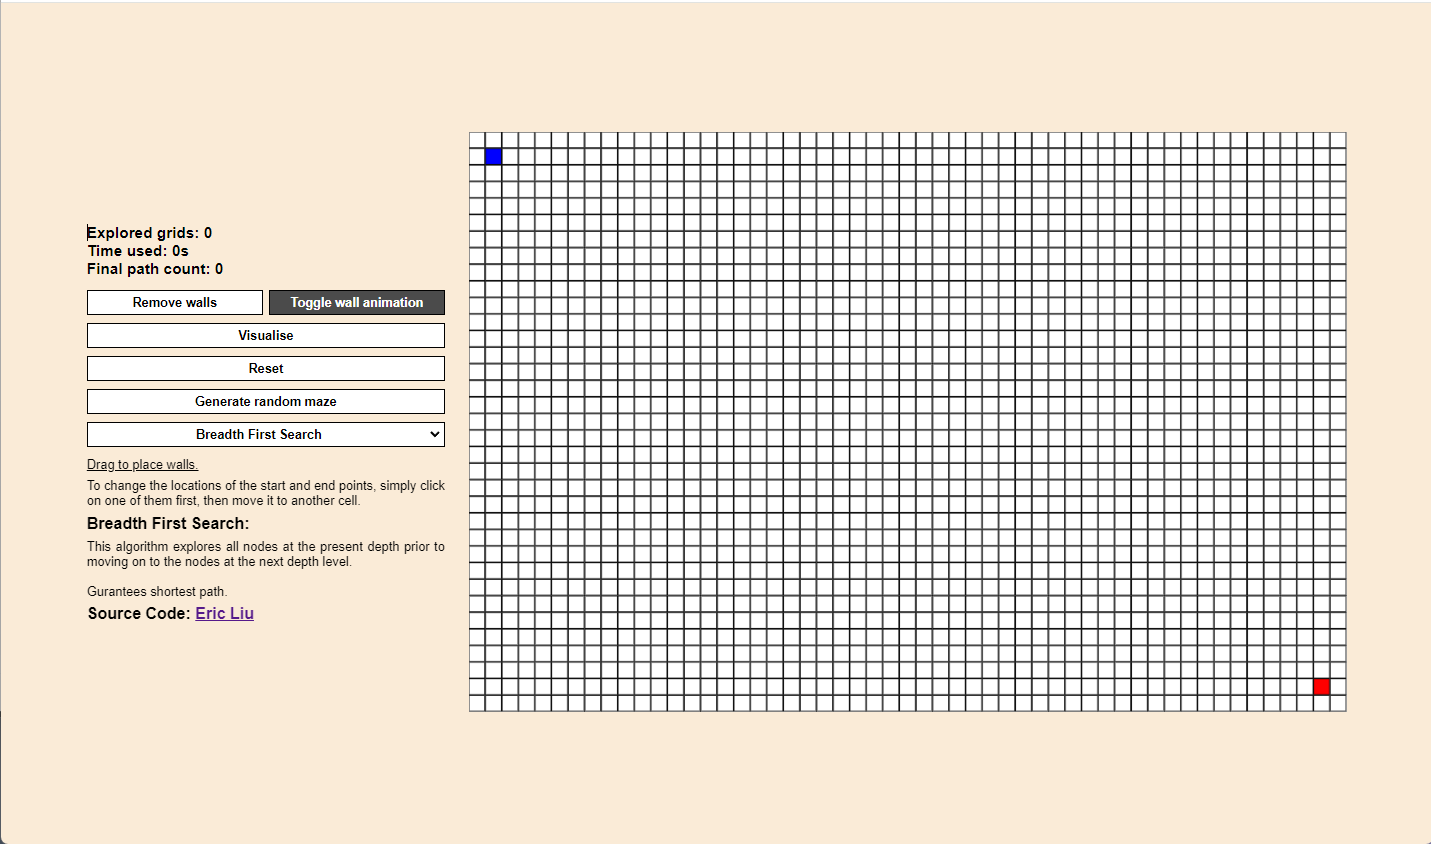 Explored grids: 0
Time used: 0s
Final path count: 0
Remove walls
Toggle wall animation
Visualise
Reset
Generate random maze
Breadth First Search
Drag to place walls.
To change the locations of the start and end points, simply click
on one of them first, then move it to another cell.
Breadth First Search:
This algorithm explores all nodes at the present depth prior to
moving on to the nodes at the next depth level.
Gurantees shortest path.
Source Code: Eric Liu